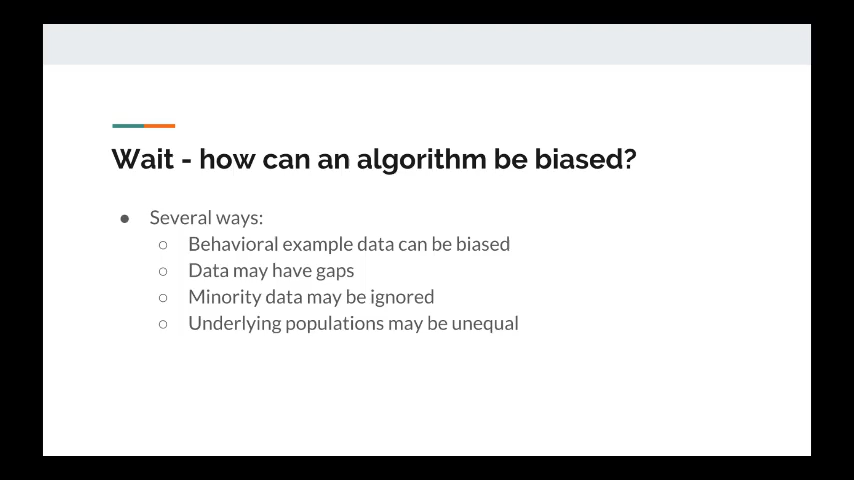 Wait - how can an algorithm be biased?
● Several ways:
○ Behavioral example data can be biased
○ Data may have gaps
○ Minority data may be ignored
○ Underlying populations may be unequal